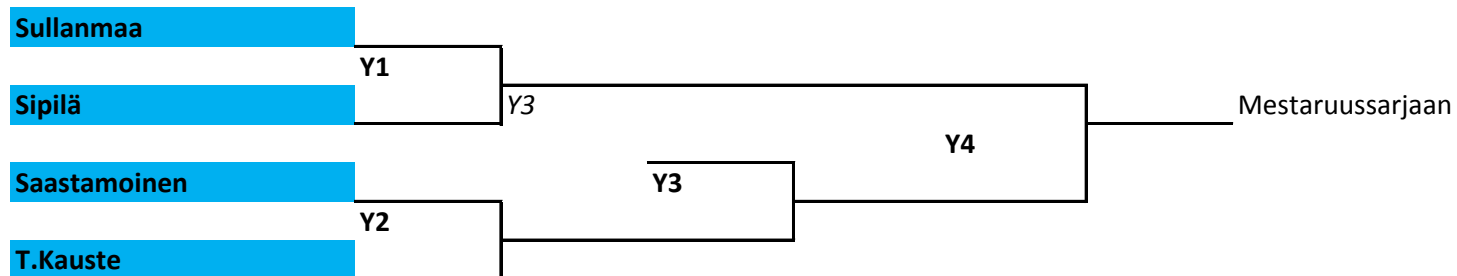 Sullanmaa
Y1
Sipilä
Y3
Mestaruussarjaan
Y4
Saastamoinen
Y3
Y2
T.Kauste